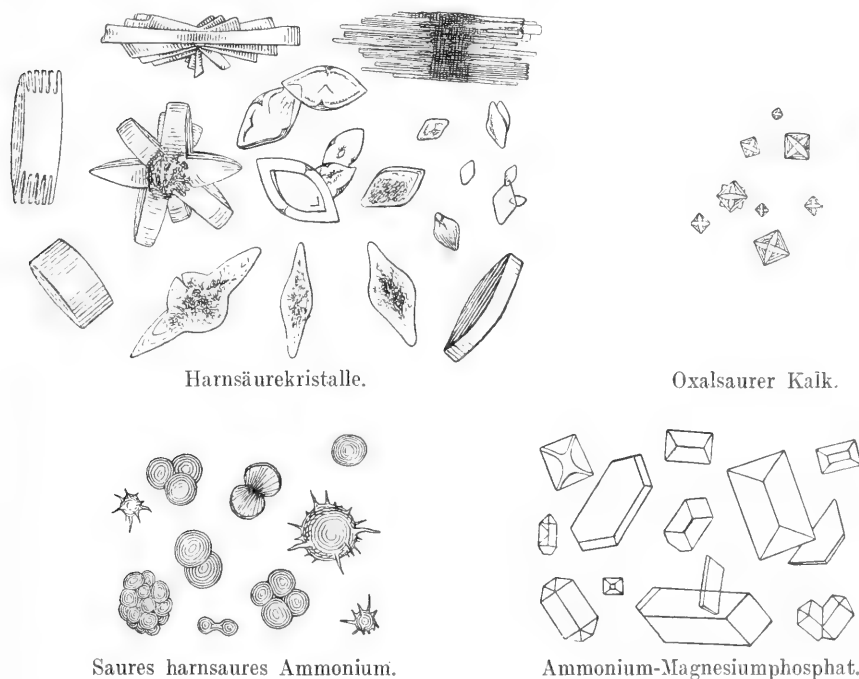 Harnsäurekristalle.
Oxalsaurer Kalk.
Saures harnsaures Ammonium.
Ammonium-Magnesiumphosphat.